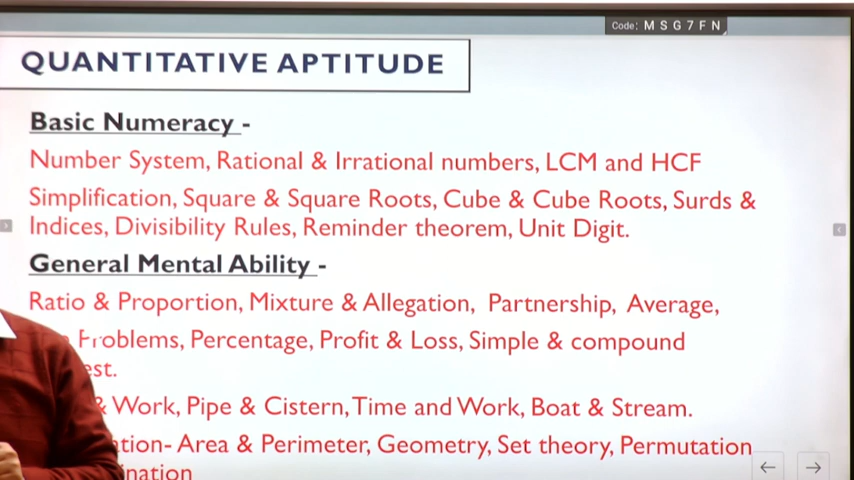 Code: M S G 7 F N
QUANTITATIVE APTITUDE
Basic Numeracy -
Number System, Rational & Irrational numbers, LCM and HCF
Simplification, Square & Square Roots, Cube & Cube Roots, Surds &
Indices, Divisibility Rules, Reminder theorem, Unit Digit.
General Mental Ability -
Ratio & Proportion, Mixture & Allegation, Partnership, Average,
Problems, Percentage, Profit & Loss, Simple & compound
est.
& Work, Pipe & Cistern, Time and Work, Boat & Stream.
ation- Area & Perimeter, Geometry, Set theory, Permutation
ination